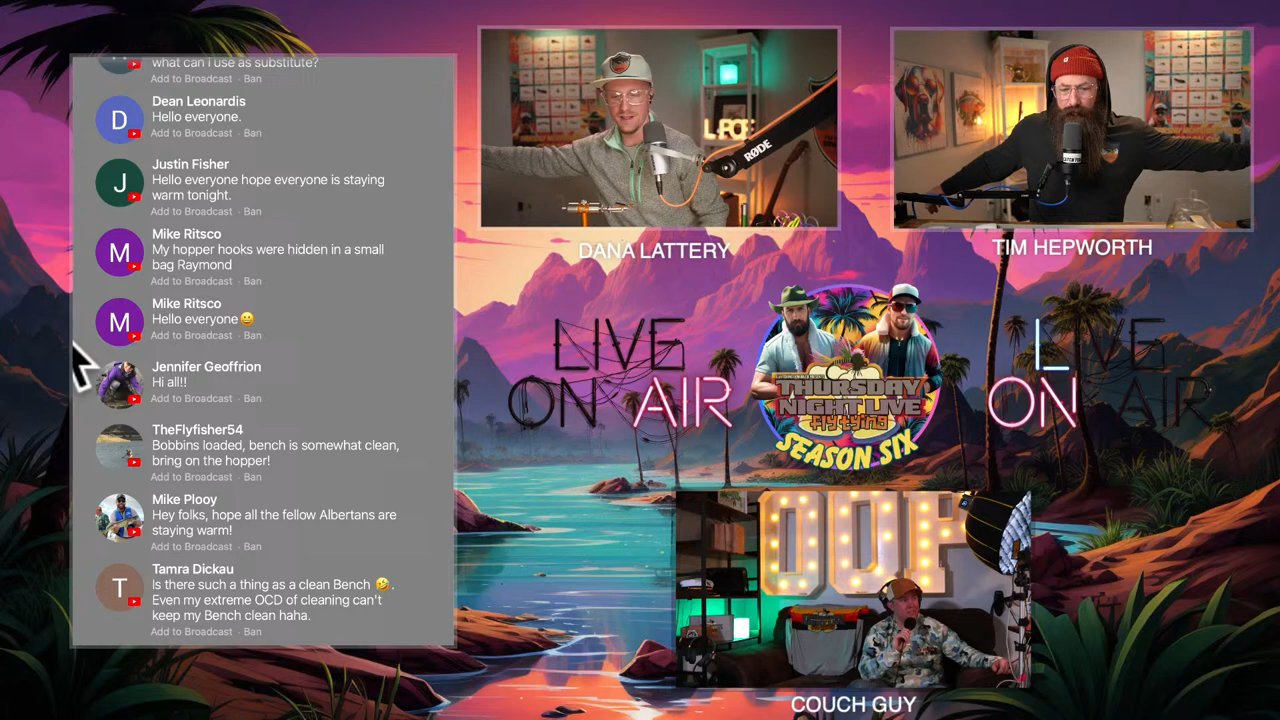 what can i use as substitute?
Add to Broadcast · Ban
D
Dean Leonardis
Hello everyone.
Add to Broadcast · Ban
J
Justin Fisher
Hello everyone hope everyone is staying
warm tonight.
Add to Broadcast · Ban
M
Mike Ritsco
My hopper hooks were hidden in a small
bag Raymond
Add to Broadcast · Ban
M
Mike Ritsco
Hello everyone😀
Add to Broadcast · Ban
Jennifer Geoffrion
Hi all!!
Add to Broadcast · Ban
TheFlyfisher54
Bobbins loaded, bench is somewhat clean,
bring on the hopper!
Add to Broadcast · Ban
Mike Plooy
Hey folks, hope all the fellow Albertans are
staying warm!
Add to Broadcast · Ban
T
Tamra Dickau
Is there such a thing as a clean Bench 🤣.
Even my extreme OCD of cleaning can't
keep my Bench clean haha.
Add to Broadcast · Ban
RØDE
DANA LATTERY
TIM HEPWORTH
LIVE
ON AIR
THURSDAY
NIGHT LIVE
fly tying
SEASON SIX
LIVE
ON AIR
COUCH GUY